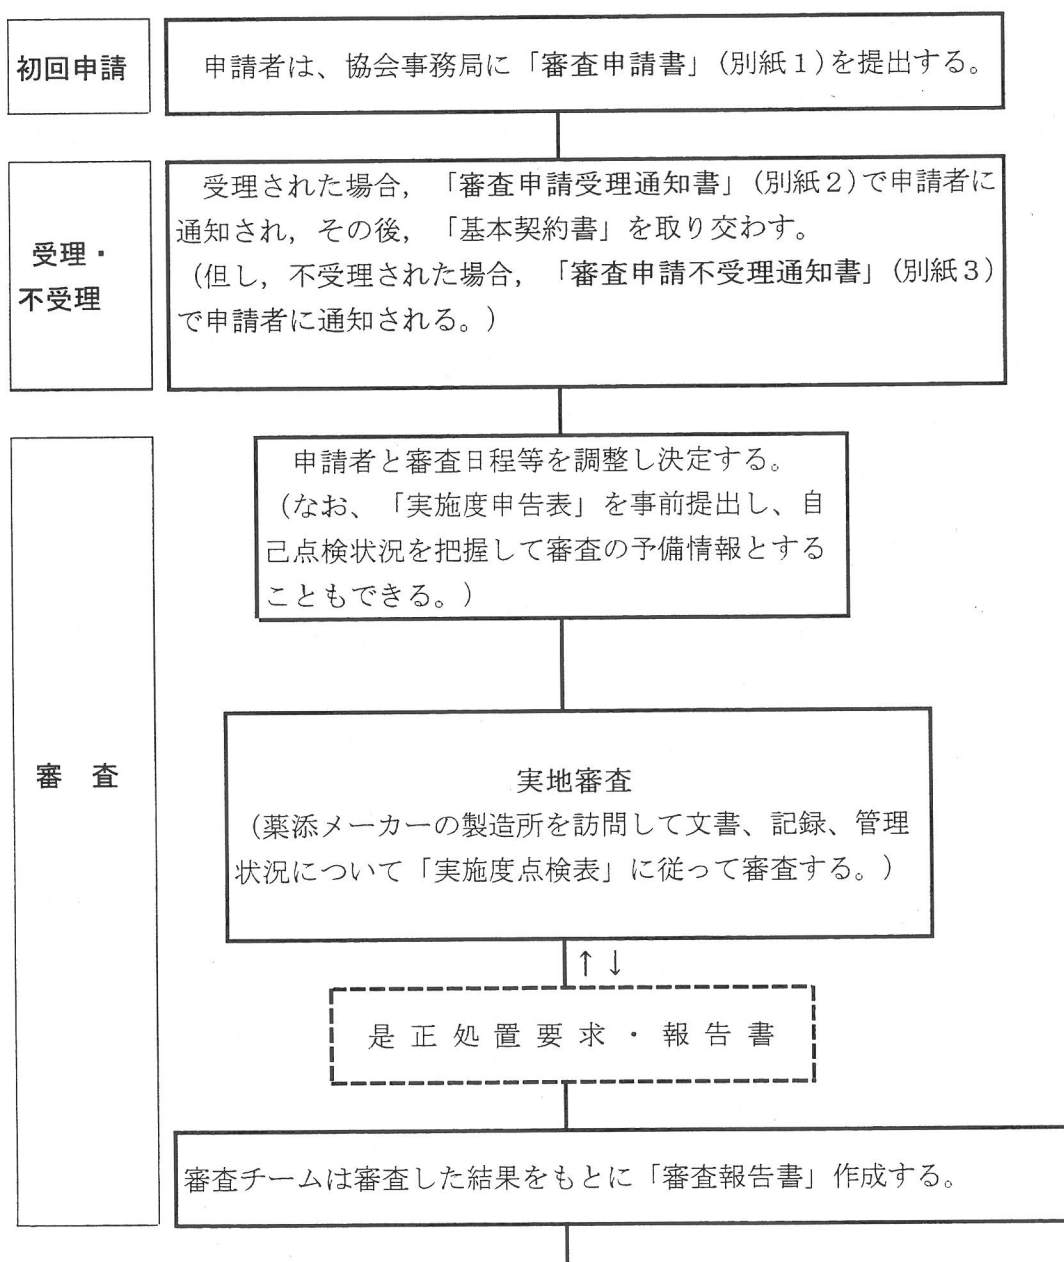 初回申請
申請者は、協会事務局に「審査申請書」(別紙1)を提出する。
受理・
不受理
受理された場合,「審査申請受理通知書」(別紙2)で申請者に
通知され,その後,「基本契約書」を取り交わす。
(但し,不受理された場合,「審査申請不受理通知書」(別紙3)
で申請者に通知される。)
審 査
申請者と審査日程等を調整し決定する。
(なお、「実施度申告表」を事前提出し、自
己点検状況を把握して審査の予備情報とする
こともできる。)
実地審査
(薬添メーカーの製造所を訪問して文書、記録、管理
状況について「実施度点検表」に従って審査する。)
↑↓
是正処置要求・報告書
審査チームは審査した結果をもとに「審査報告書」作成する。